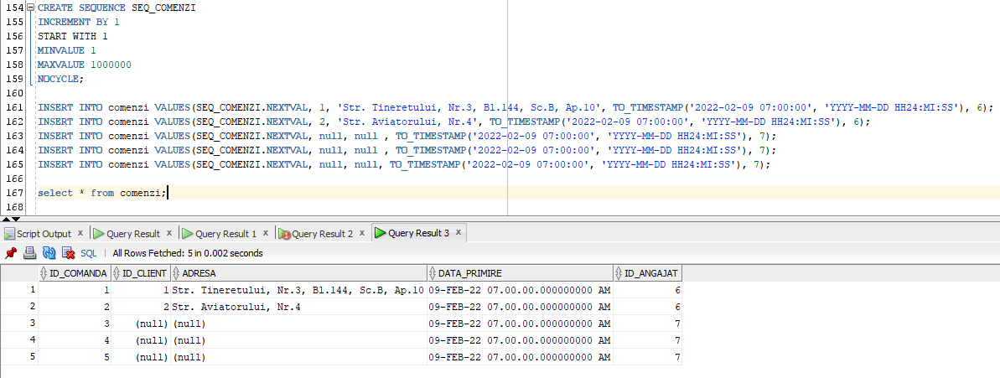 154 CREATE SEQUENCE SEQ_COMENZI
155 INCREMENT BY 1
156 START WITH 1
157 MINVALUE 1
158 MAXVALUE 1000000
159 NOCYCLE;
160
161 INSERT INTO comenzi VALUES(SEQ_COMENZI.NEXTVAL, 1, 'Str. Tineretului, Nr.3, Bl.144, Sc.B, Ap.10', TO_TIMESTAMP('2022-02-09 07:00:00', 'YYYY-MM-DD HH24:MI:SS'), 6);
162 INSERT INTO comenzi VALUES(SEQ_COMENZI.NEXTVAL, 2, 'Str. Aviatorului, Nr.4', TO_TIMESTAMP('2022-02-09 07:00:00', 'YYYY-MM-DD HH24:MI:SS'), 6);
163 INSERT INTO comenzi VALUES(SEQ_COMENZI.NEXTVAL, null, null , TO_TIMESTAMP('2022-02-09 07:00:00', 'YYYY-MM-DD HH24:MI:SS'), 7);
164 INSERT INTO comenzi VALUES(SEQ_COMENZI.NEXTVAL, null, null , TO_TIMESTAMP('2022-02-09 07:00:00', 'YYYY-MM-DD HH24:MI:SS'), 7);
165 INSERT INTO comenzi VALUES(SEQ_COMENZI.NEXTVAL, null, null, TO_TIMESTAMP('2022-02-09 07:00:00', 'YYYY-MM-DD HH24:MI:SS'), 7);
166
167 select * from comenzi;
168
Script Output x Query Result x Query Result 1 x Query Result 2 x Query Result 3 x
SQL | All Rows Fetched: 5 in 0.002 seconds
ID_COMANDA ID_CLIENT ADRESA DATA_PRIMIRE ID_ANGAJAT
1 1 1 Str. Tineretului, Nr.3, Bl.144, Sc.B, Ap.10 09-FEB-22 07.00.00.000000000 AM 6
2 2 2 Str. Aviatorului, Nr.4 09-FEB-22 07.00.00.000000000 AM 6
3 3 (null) (null) 09-FEB-22 07.00.00.000000000 AM 7
4 4 (null) (null) 09-FEB-22 07.00.00.000000000 AM 7
5 5 (null) (null) 09-FEB-22 07.00.00.000000000 AM 7